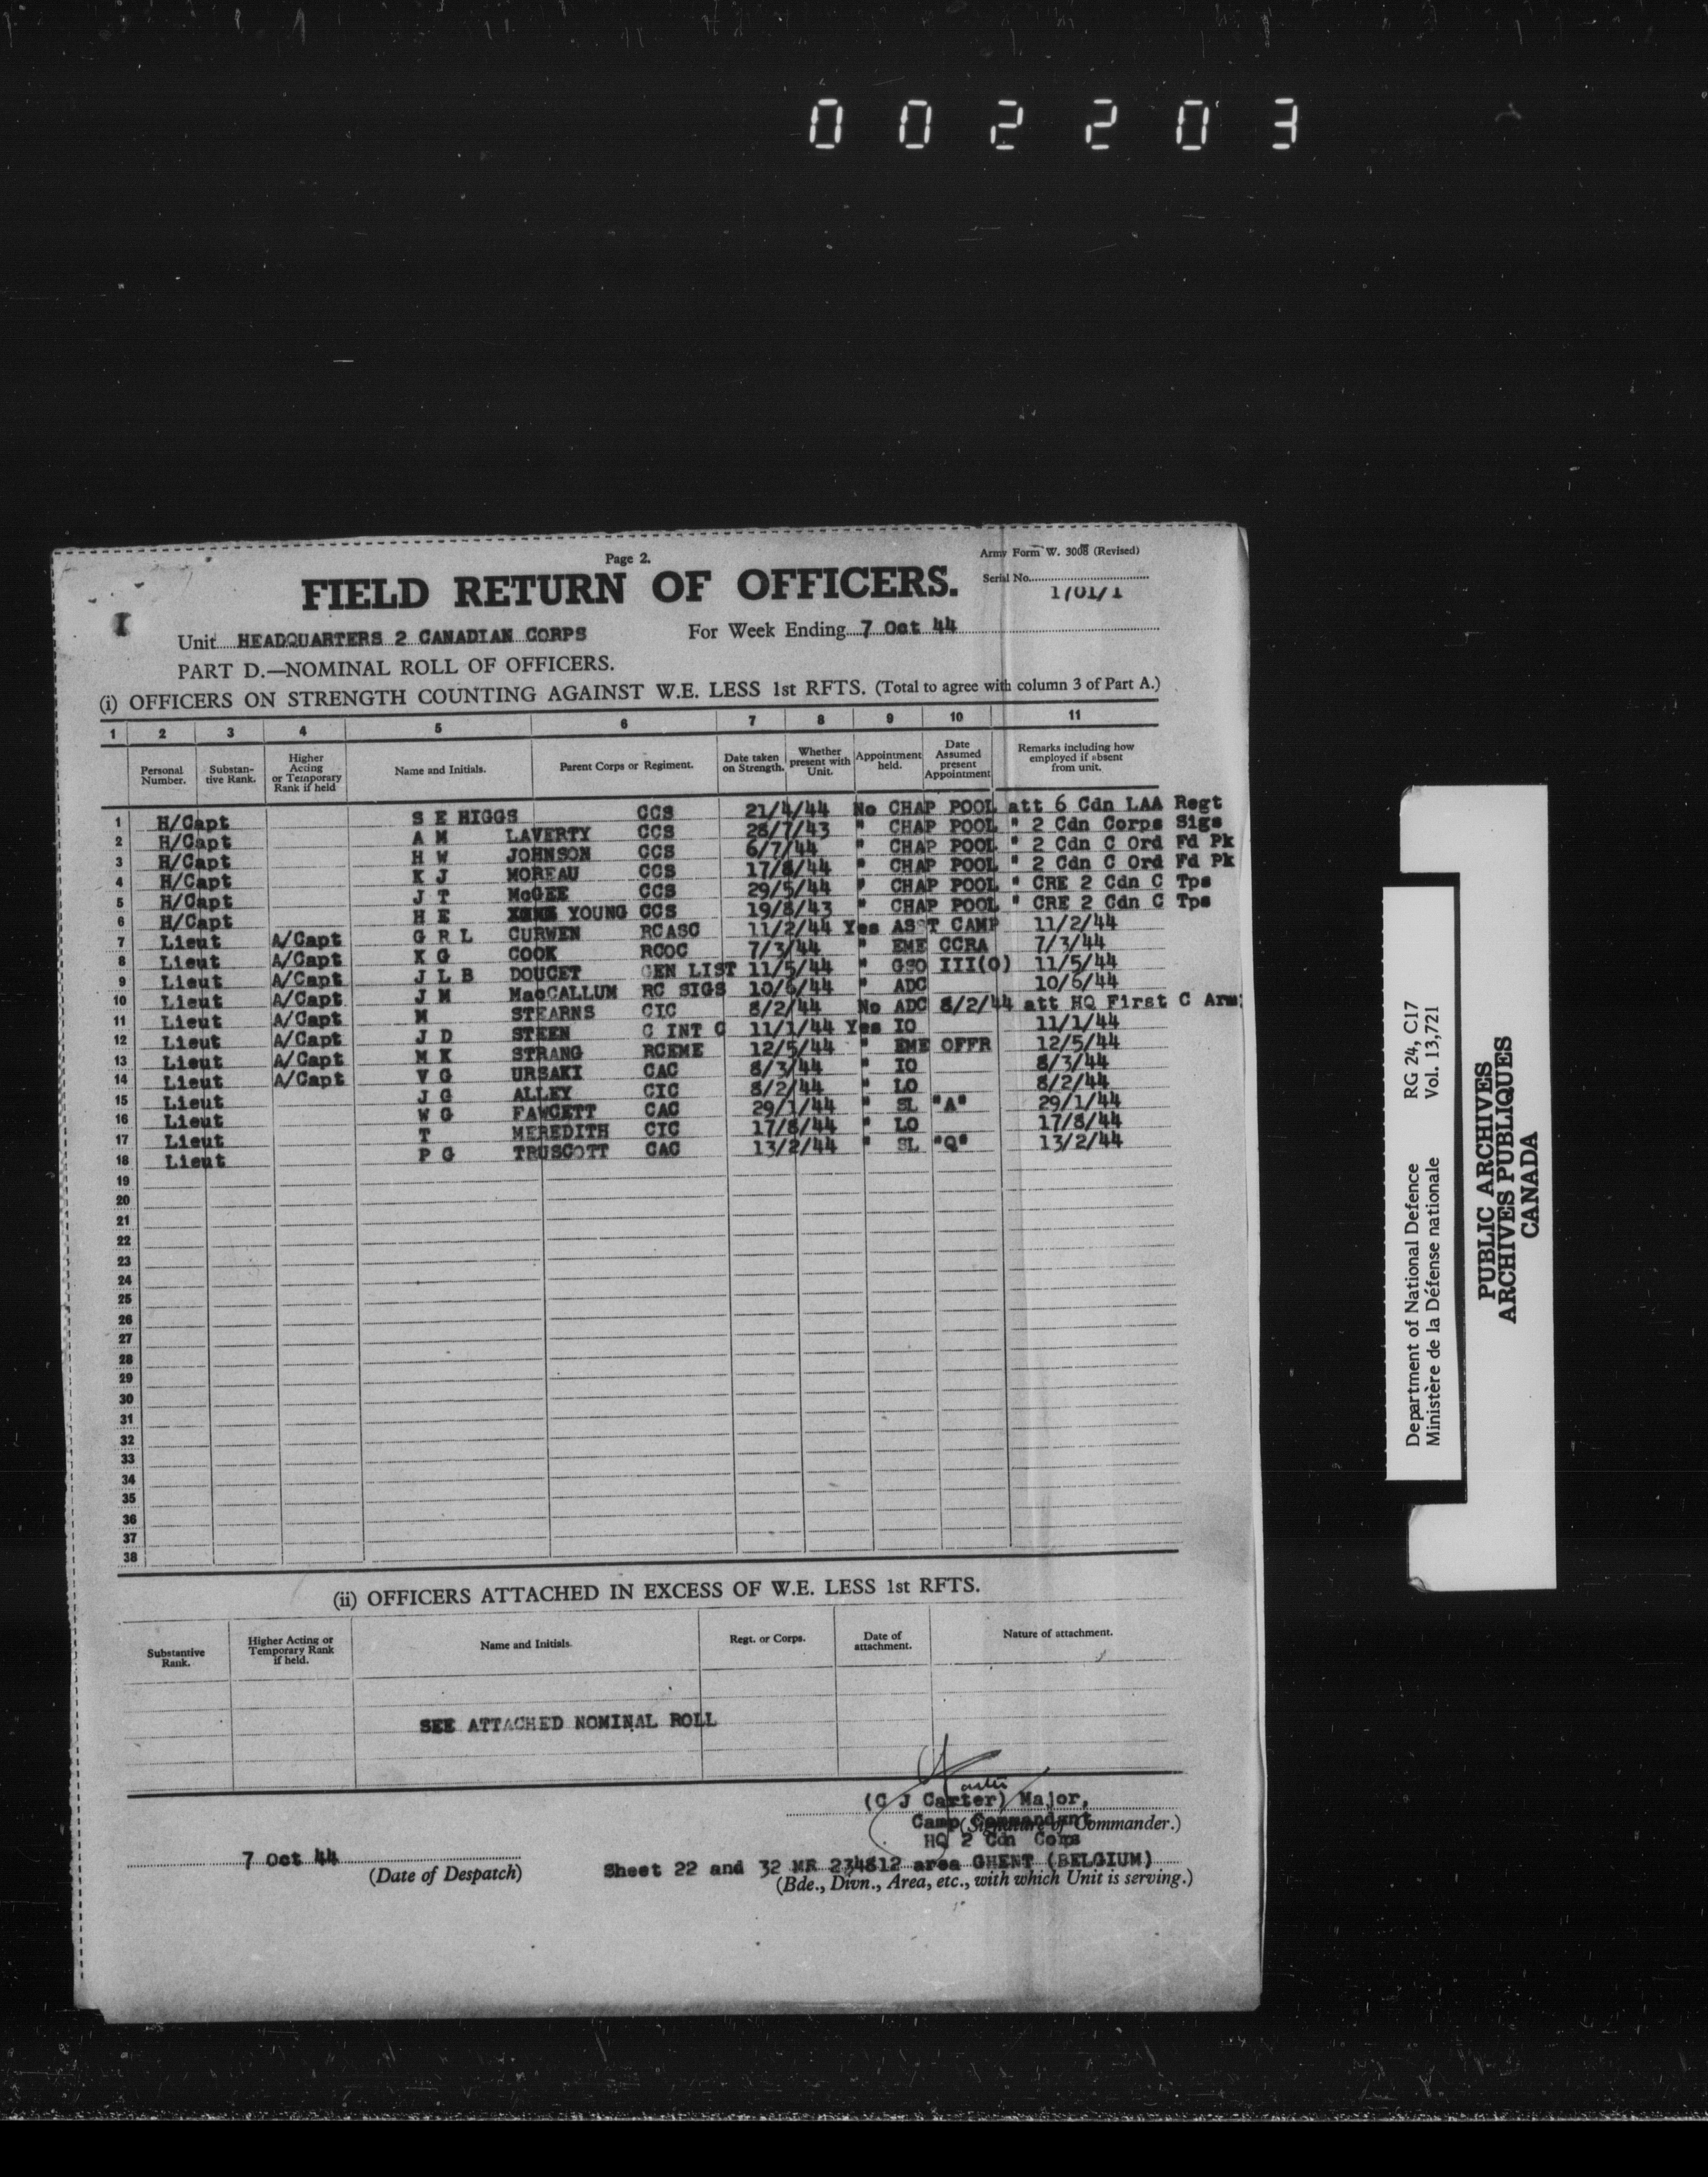 002203
Page 2.
Army Form W. 3008 (Revised)
FIELD RETURN OF OFFICERS.
Serial No.
1701/1
I
Unit HEADQUARTERS 2 CANADIAN CORPS For Week Ending 7 Oct 44
PART D.—NOMINAL ROLL OF OFFICERS.
(i) OFFICERS ON STRENGTH COUNTING AGAINST W.E. LESS 1st RFTS. (Total to agree with column 3 of Part A.)
1 2 3 4 5 6 7 8 9 10 11
Personal Number. Substantive Rank. Higher Acting or Temporary Rank if held Name and Initials. Parent Corps or Regiment. Date taken on Strength. Whether present with Unit. Appointment held. Date Assumed present Appointment Remarks including how employed if absent from unit.
1 H/Capt S E HIGGS CCS 21/4/44 No CHAP POOL att 6 Cdn LAA Regt
2 H/Capt A M LAVERTY CCS 28/7/43 " CHAP POOL " 2 Cdn Corps Sigs
3 H/Capt H W JOHNSON CCS 6/7/44 " CHAP POOL " 2 Cdn C Ord Fd Pk
4 H/Capt K J MOREAU CCS 17/8/44 " CHAP POOL " 2 Cdn C Ord Fd Pk
5 H/Capt J T McGEE CCS 29/5/44 " CHAP POOL " CRE 2 Cdn C Tps
6 H/Capt H E YOUNG CCS 19/8/43 " CHAP POOL " CRE 2 Cdn C Tps
7 Lieut A/Capt G R L CURWEN RCASC 11/2/44 Yes ASST CAMP 11/2/44
8 Lieut A/Capt K G COOK RCOC 7/3/44 " EME CCRA 7/3/44
9 Lieut A/Capt J L B DOUCET GEN LIST 11/5/44 " GSO III(O) 11/5/44
10 Lieut A/Capt J M MacCALLUM RC SIGS 10/6/44 " ADC 10/6/44
11 Lieut A/Capt M STEARNS CIC 8/2/44 No ADC 8/2/44 att HQ First C Army
12 Lieut A/Capt J D STEEN C INT C 11/1/44 Yes IO 11/1/44
13 Lieut A/Capt M K STRANG RCEME 12/5/44 " EME OFFR 12/5/44
14 Lieut A/Capt V G URSAKI CAC 8/3/44 " IO 8/3/44
15 Lieut J G ALLEY CIC 8/2/44 " LO 8/2/44
16 Lieut W G FAWCETT CAC 29/1/44 " SL "A" 29/1/44
17 Lieut T MEREDITH CIC 17/8/44 " LO 17/8/44
18 Lieut P G TRUSCOTT CAC 13/2/44 " SL "Q" 13/2/44
19
20
21
22
23
24
25
26
27
28
29
30
31
32
33
34
35
36
37
38
(ii) OFFICERS ATTACHED IN EXCESS OF W.E. LESS 1st RFTS.
Substantive Rank. Higher Acting or Temporary Rank if held. Name and Initials. Regt. or Corps. Date of attachment. Nature of attachment.
SEE ATTACHED NOMINAL ROLL
(C J Carter) Major,
Camp Commandant
(Signature of Commander.)
HQ 2 Cdn Corps
7 Oct 44
(Date of Despatch)
Sheet 22 and 32 MR 234812 area GHENT (BELGIUM)
(Bde., Divn., Area, etc., with which Unit is serving.)
Department of National Defence RG 24, C17
Ministère de la Défense nationale Vol. 13,721
PUBLIC ARCHIVES
ARCHIVES PUBLIQUES
CANADA